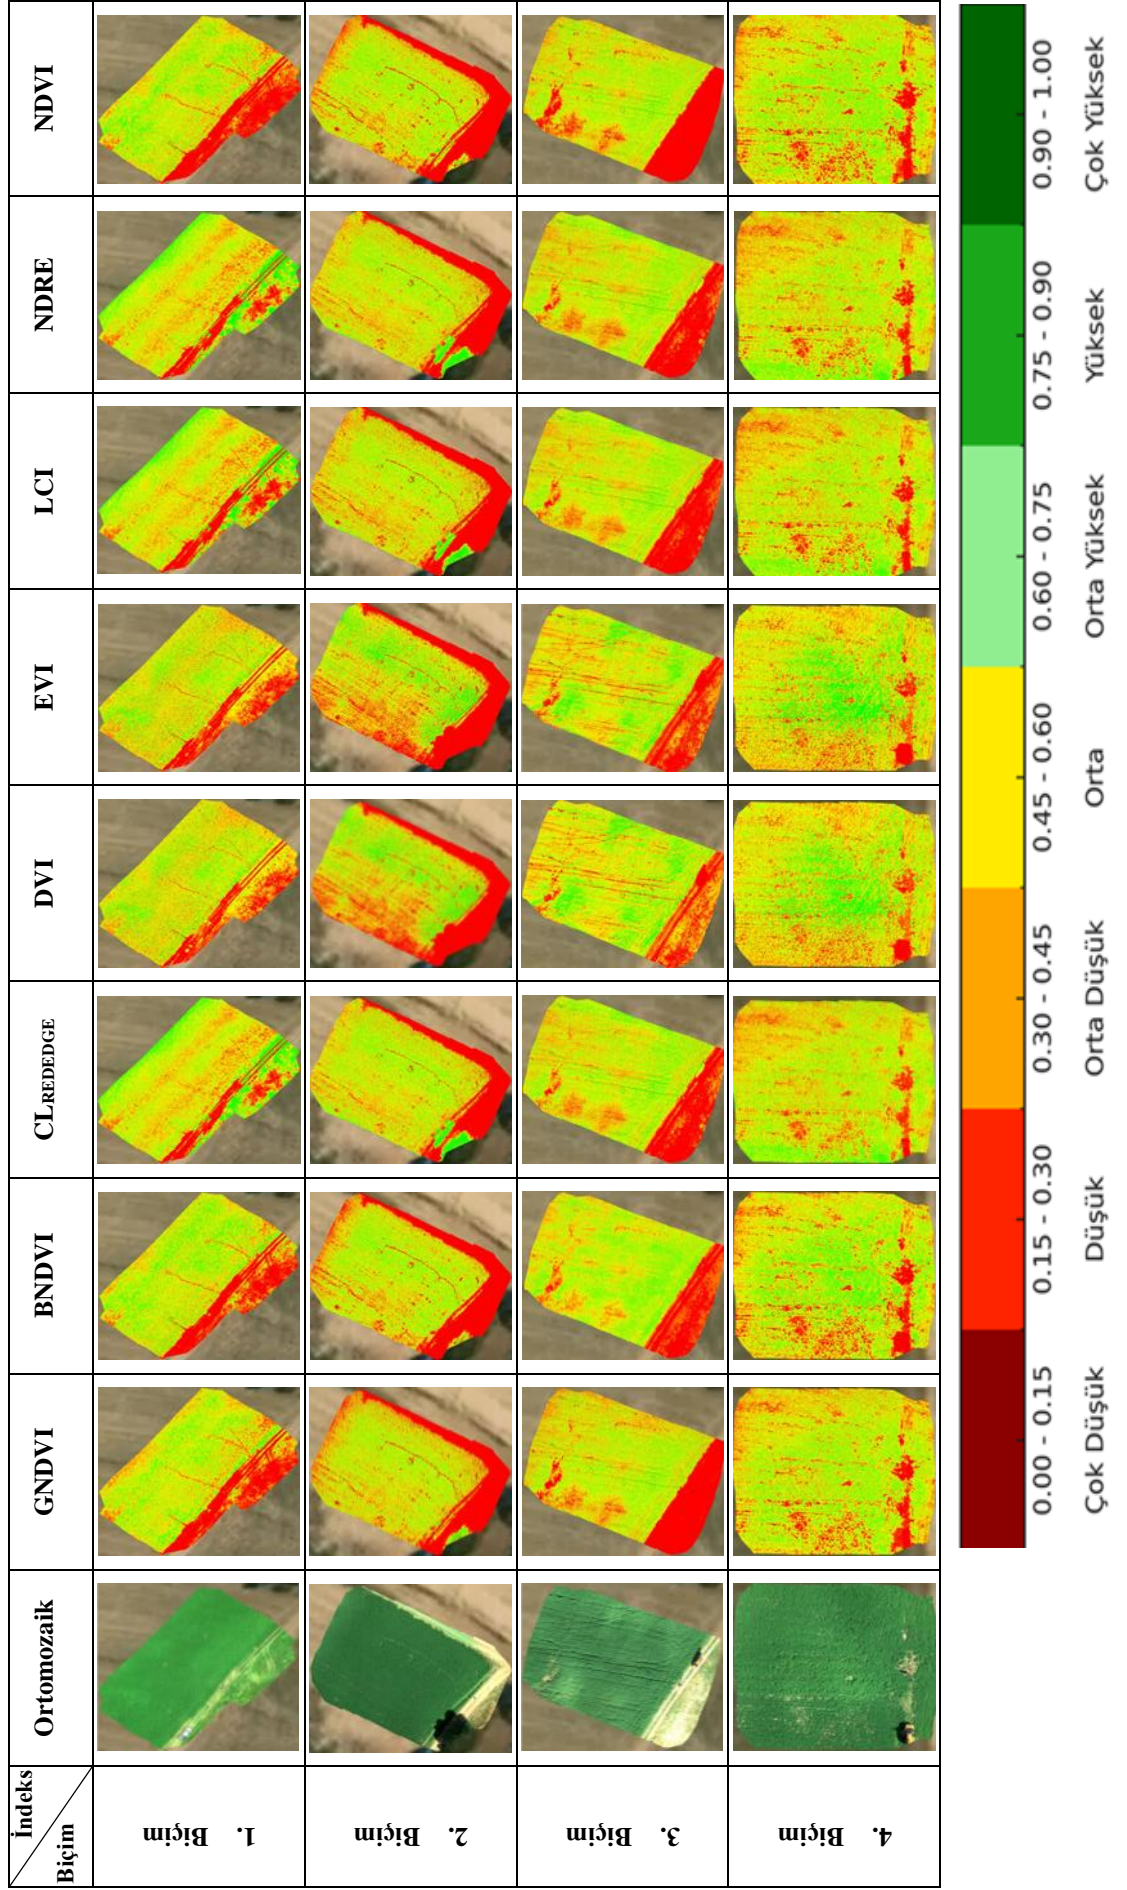 İndeks
Biçim
Ortomozaik
GNDVI
BNDVI
CLREDEDGE
DVI
EVI
LCI
NDRE
NDVI
1. Biçim
2. Biçim
3. Biçim
4. Biçim
0.00 - 0.15
0.15 - 0.30
0.30 - 0.45
0.45 - 0.60
0.60 - 0.75
0.75 - 0.90
0.90 - 1.00
Çok Düşük
Düşük
Orta Düşük
Orta
Orta Yüksek
Yüksek
Çok Yüksek